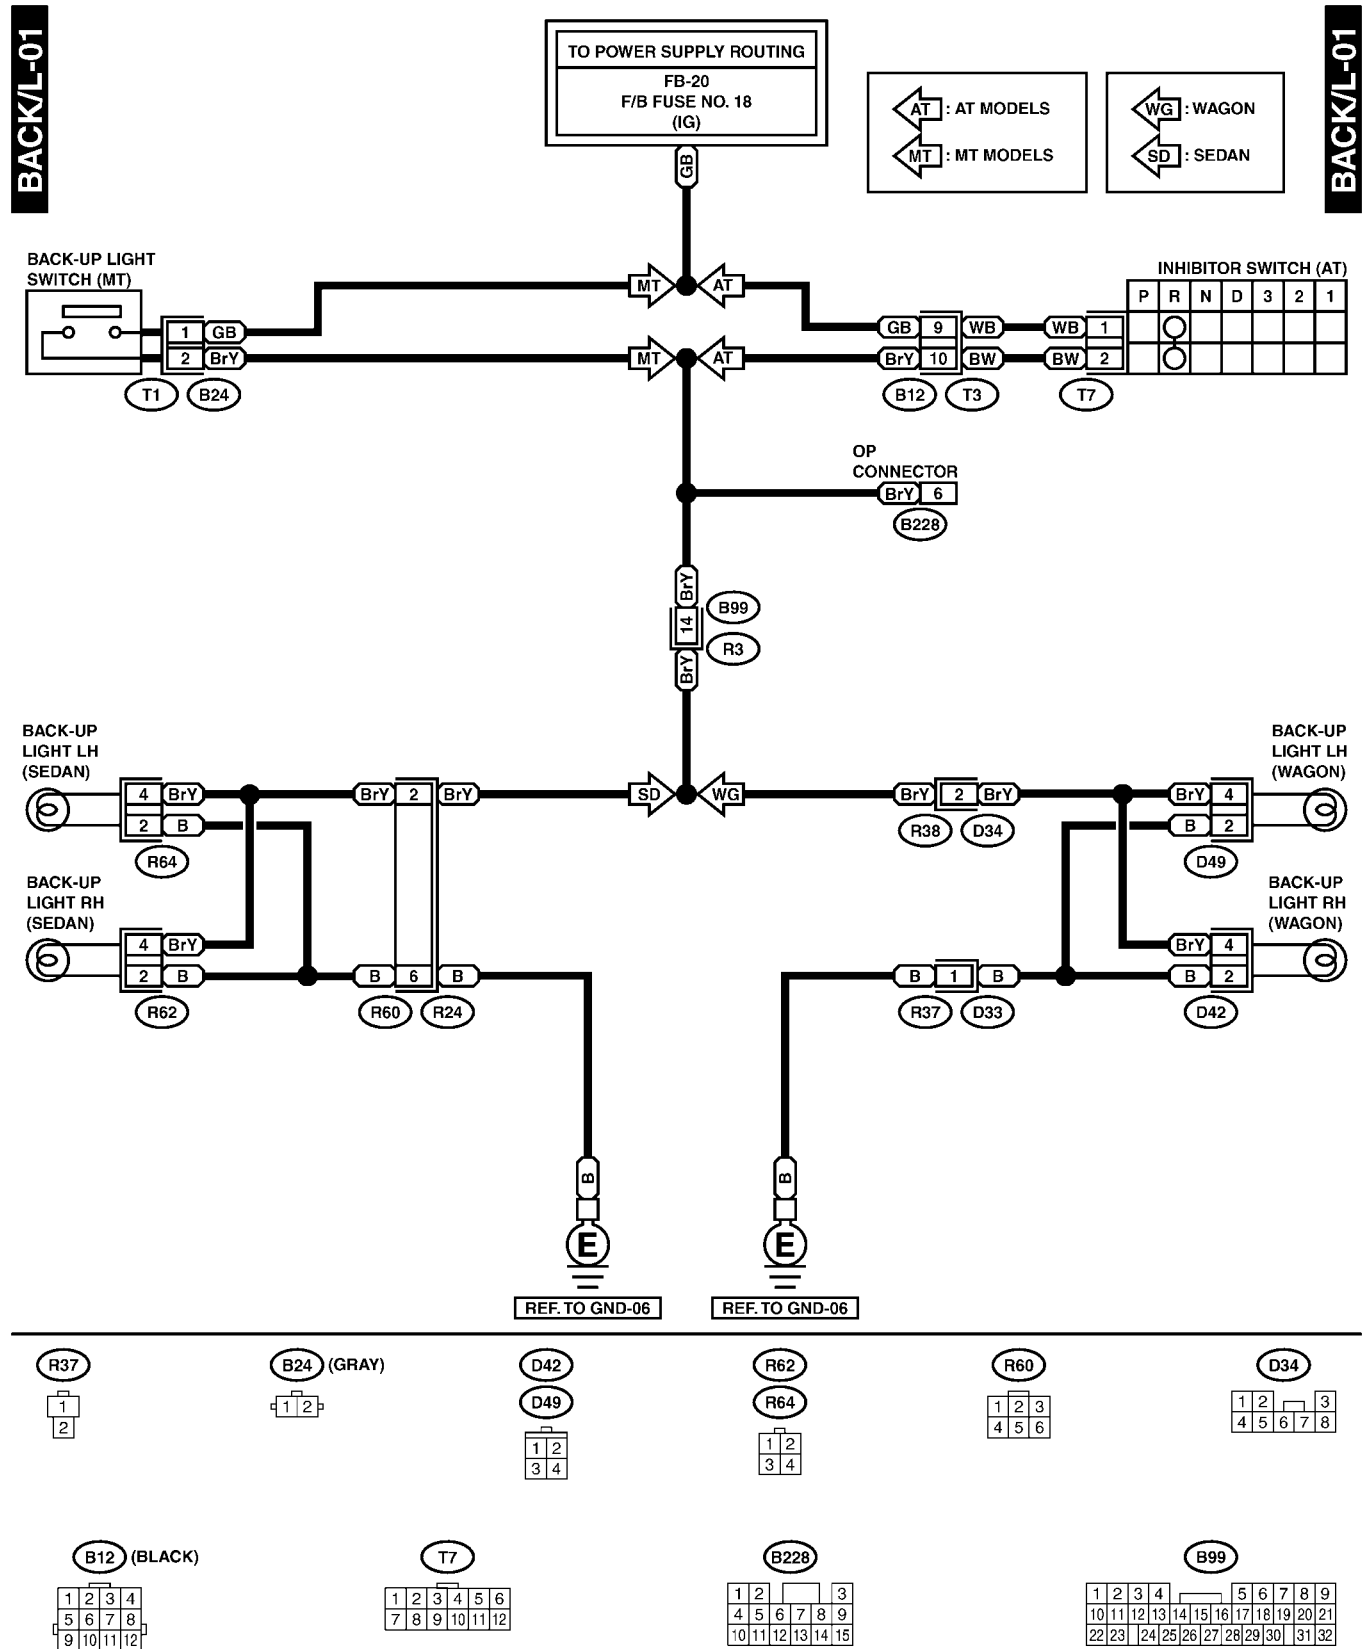 BACK/L-01
BACK/L-01
TO POWER SUPPLY ROUTING
FB-20
F/B FUSE NO. 18
(IG)
AT : AT MODELS
MT : MT MODELS
WG : WAGON
SD : SEDAN
GB
BACK-UP LIGHT
SWITCH (MT)
MT AT
INHIBITOR SWITCH (AT)
P R N D 3 2 1
1 GB
GB 9 WB WB 1
2 BrY
MT AT
BrY 10 BW BW 2
T1 B24
B12 T3 T7
OP
CONNECTOR
BrY 6
B228
BrY
B99
14
R3
BrY
BACK-UP
LIGHT LH
(SEDAN)
BACK-UP
LIGHT LH
(WAGON)
4 BrY BrY 2 BrY SD WG BrY 2 BrY BrY 4
2 B
B 2
R38 D34
R64
D49
BACK-UP
LIGHT RH
(SEDAN)
BACK-UP
LIGHT RH
(WAGON)
4 BrY
BrY 4
2 B B 6 B B 1 B B 2
R62 R60 R24 R37 D33 D42
B B
E E
REF. TO GND-06 REF. TO GND-06
R37
1
2
B24 (GRAY)
1 2
D42
D49
1 2
3 4
R62
R64
1 2
3 4
R60
1 2 3
4 5 6
D34
1 2 3
4 5 6 7 8
B12 (BLACK)
1 2 3 4
5 6 7 8
9 10 11 12
T7
1 2 3 4 5 6
7 8 9 10 11 12
B228
1 2 3
4 5 6 7 8 9
10 11 12 13 14 15
B99
1 2 3 4 5 6 7 8 9
10 11 12 13 14 15 16 17 18 19 20 21
22 23 24 25 26 27 28 29 30 31 32